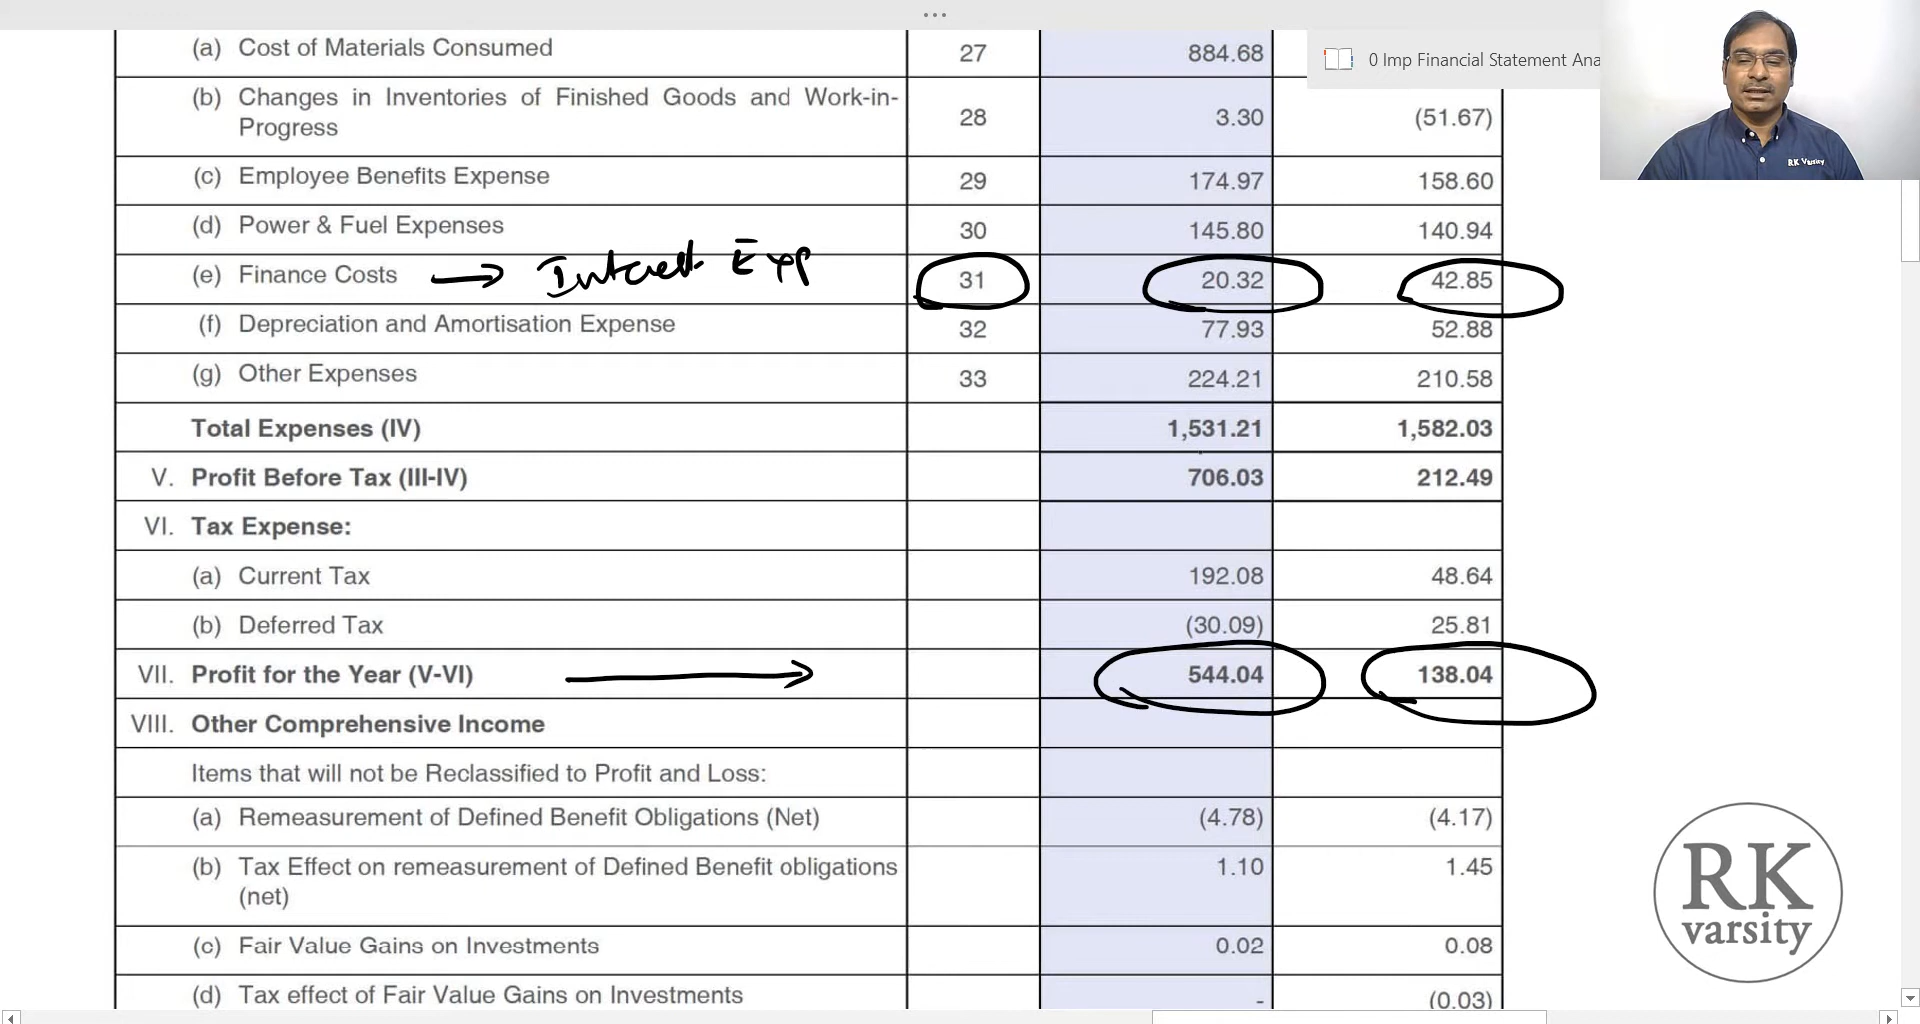 ...
(a) Cost of Materials Consumed 27 884.68
0 Imp Financial Statement Ana
(b) Changes in Inventories of Finished Goods and Work-in-
Progress 28 3.30 (51.67)
RK Varsity
(c) Employee Benefits Expense 29 174.97 158.60
(d) Power & Fuel Expenses 30 145.80 140.94
(e) Finance Costs → Interest Exp 31 20.32 42.85
(f) Depreciation and Amortisation Expense 32 77.93 52.88
(g) Other Expenses 33 224.21 210.58
Total Expenses (IV) 1,531.21 1,582.03
V. Profit Before Tax (III-IV) 706.03 212.49
VI. Tax Expense:
(a) Current Tax 192.08 48.64
(b) Deferred Tax (30.09) 25.81
VII. Profit for the Year (V-VI) → 544.04 138.04
VIII. Other Comprehensive Income
Items that will not be Reclassified to Profit and Loss:
(a) Remeasurement of Defined Benefit Obligations (Net) (4.78) (4.17)
(b) Tax Effect on remeasurement of Defined Benefit obligations
(net) 1.10 1.45
(c) Fair Value Gains on Investments 0.02 0.08
(d) Tax effect of Fair Value Gains on Investments - (0.03)
RK
varsity